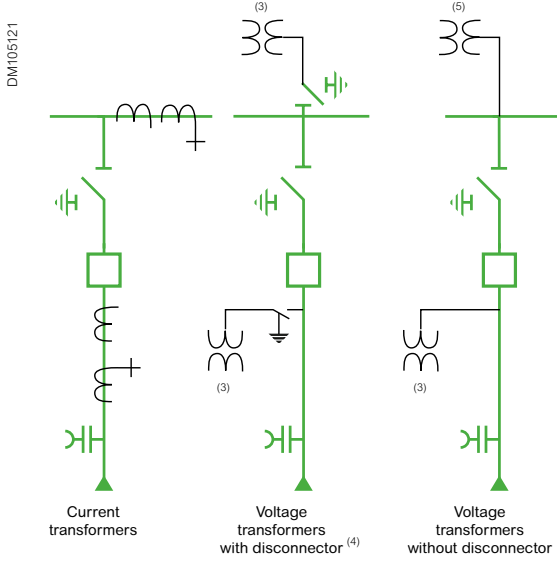 DM105121
(3)
(5)
(3)
(3)
Current
transformers
Voltage
transformers
with disconnector (4)
Voltage
transformers
without disconnector